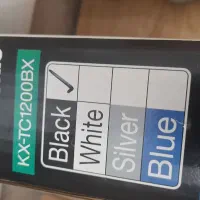 KX-TC1200BX
Black ✓
White
Silver
Blue